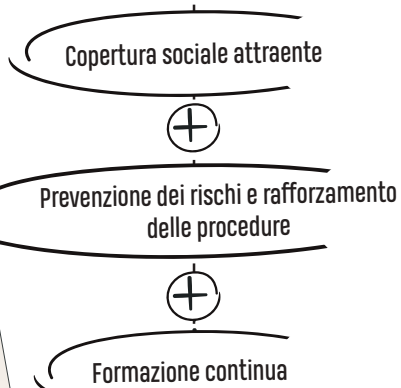 Copertura sociale attraente
Prevenzione dei rischi e rafforzamento
delle procedure
Formazione continua